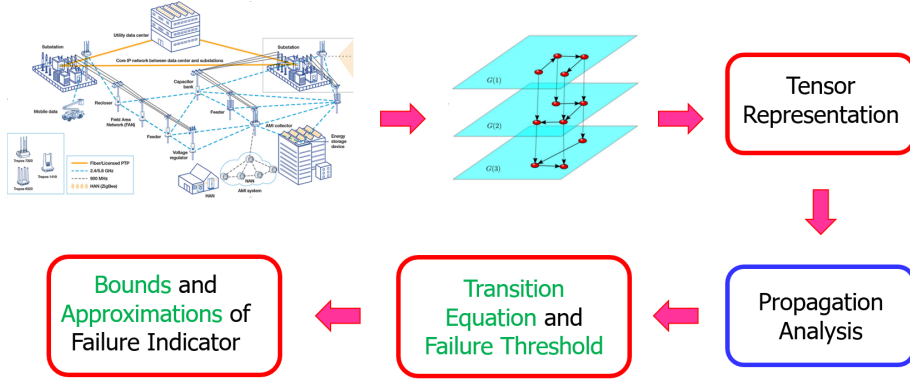 Utility data center
Substation
Substation
Core IP network between data center and substations
Capacitor
bank
Mobile data
Recloser
Feeder
Field Area
Network (FAN)
AMI collector
Feeder
Energy
storage
device
Voltage
regulator
Tropos 1410
Fiber/Licensed PTP
2.4/5.8 GHz
900 MHz
HAN (ZigBee)
NAN
AMI system
HAN
G(1)
G(2)
G(3)
Tensor
Representation
Propagation
Analysis
Transition
Equation and
Failure Threshold
Bounds and
Approximations of
Failure Indicator